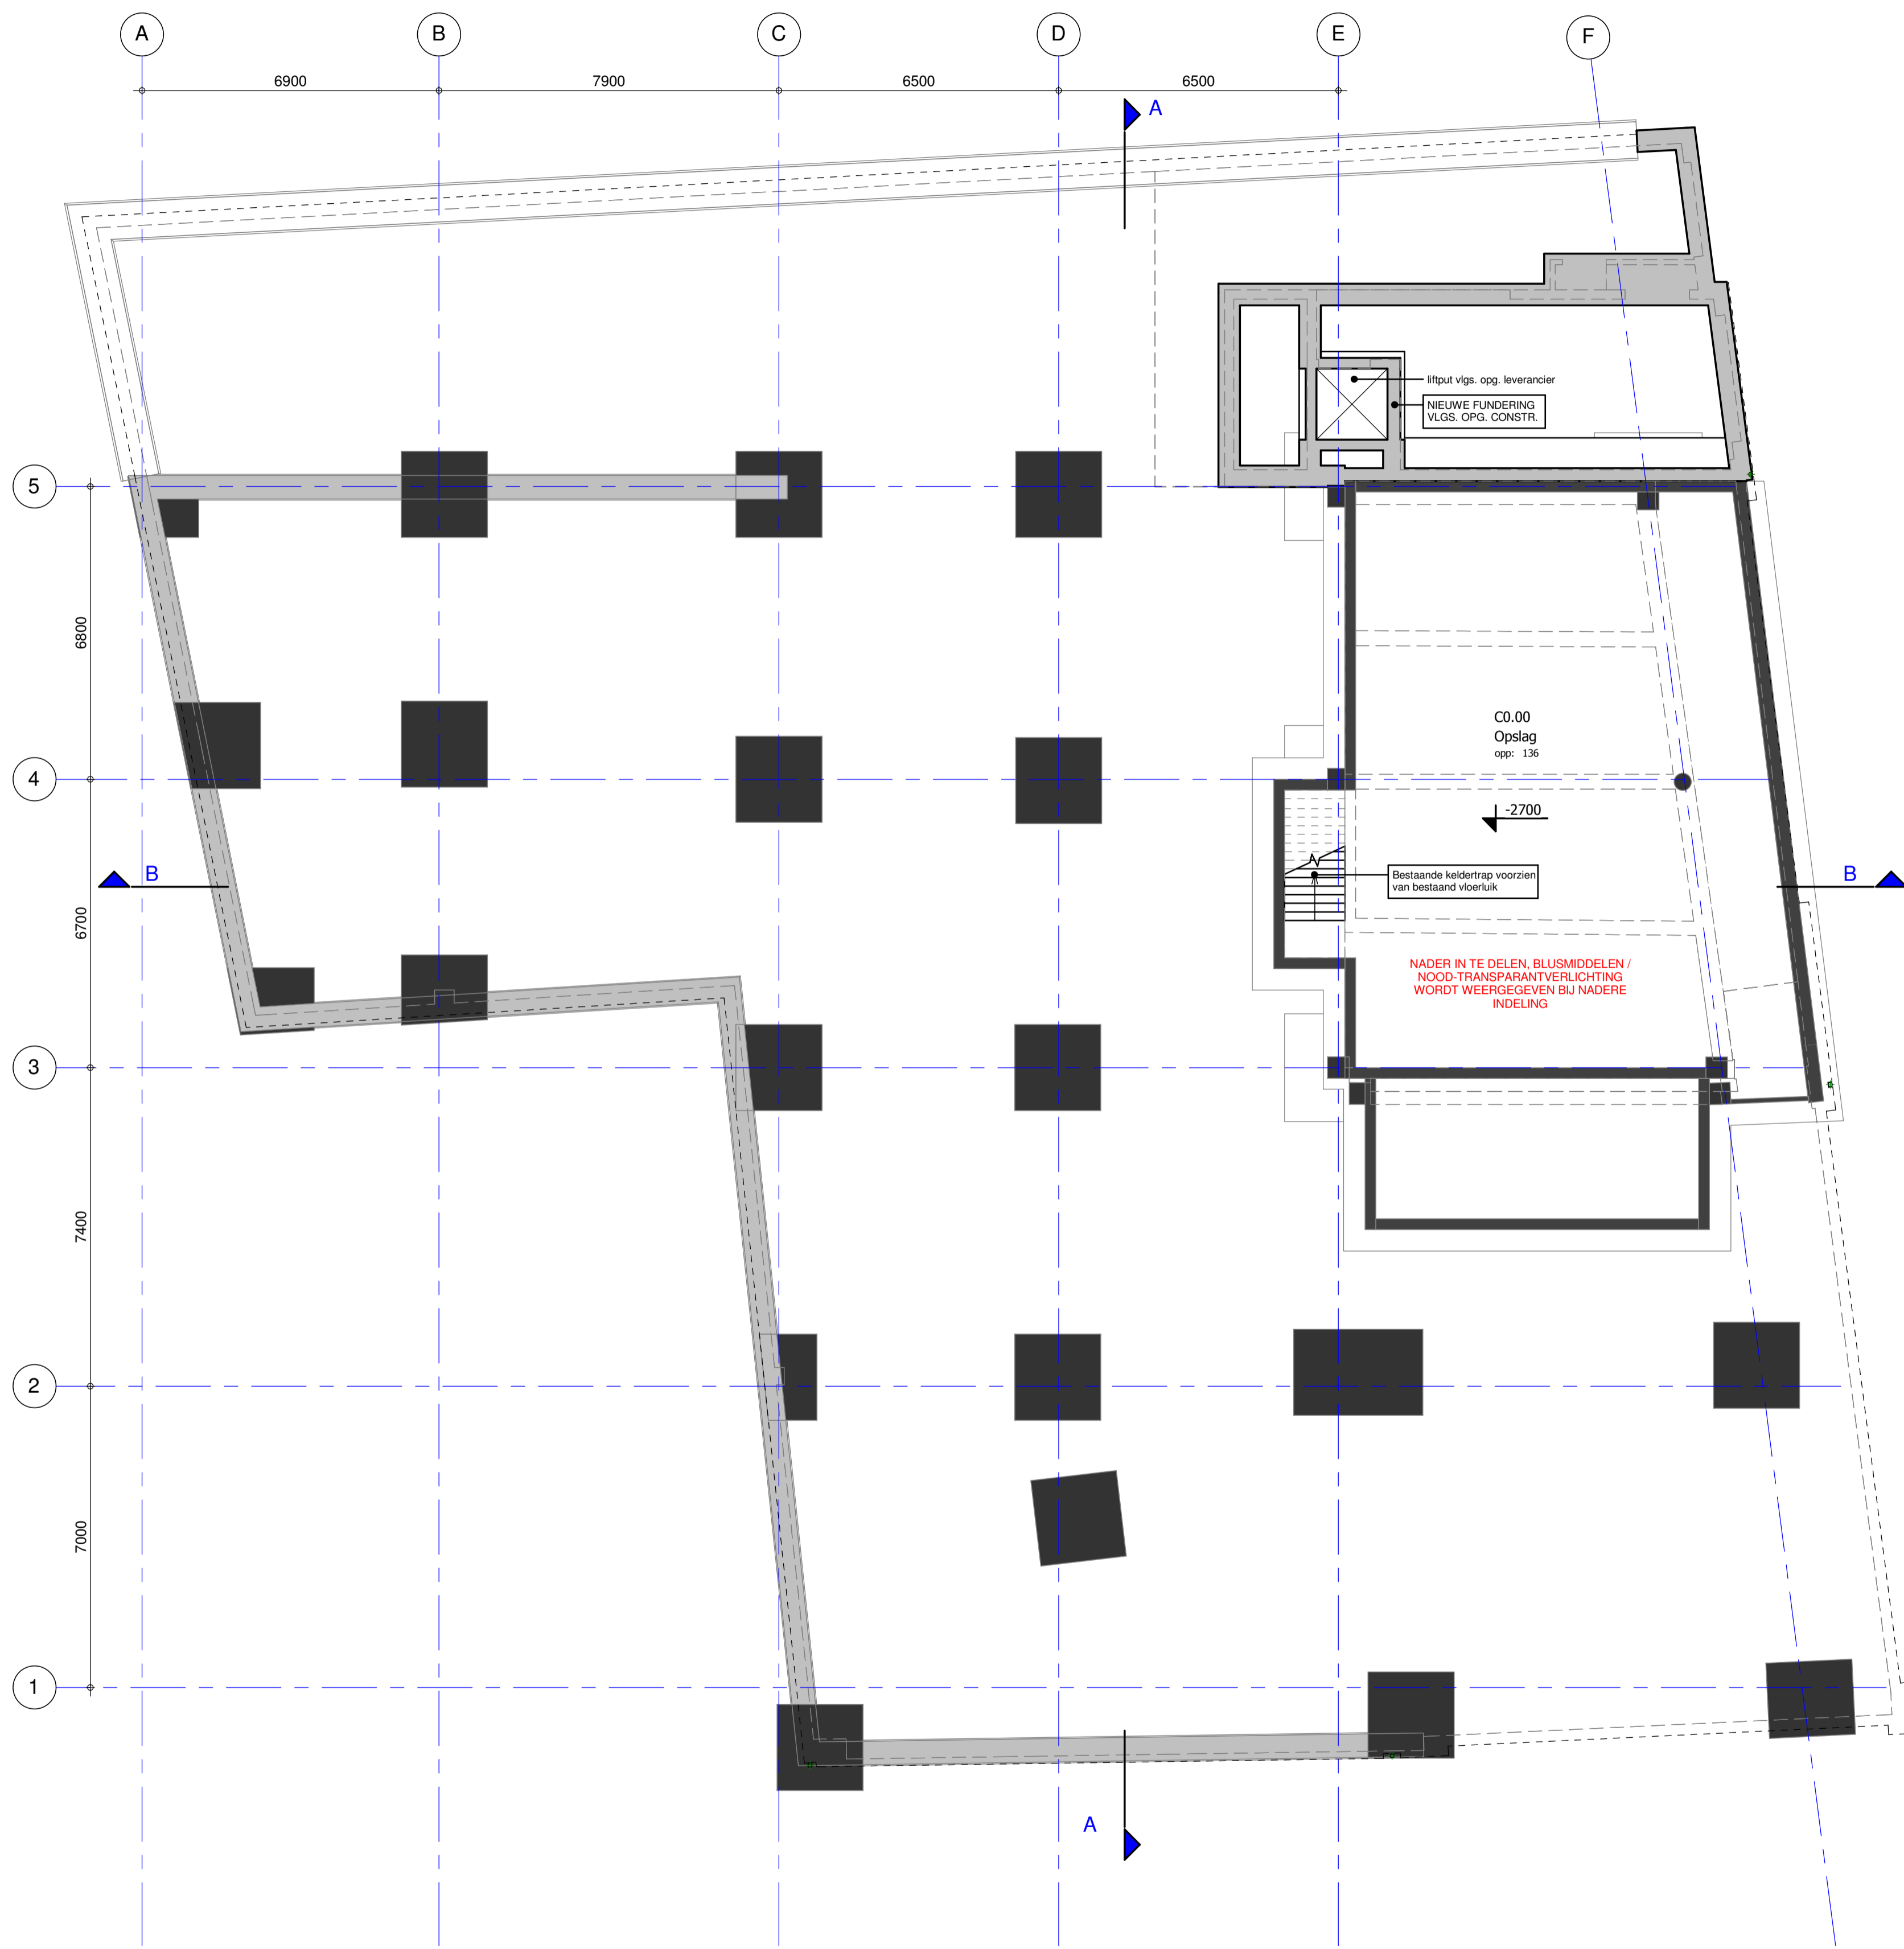 A
B
C
D
E
F
6900
7900
6500
6500
A
liftput vlgs. opg. leverancier
NIEUWE FUNDERING
VLGS. OPG. CONSTR.
5
6800
C0.00
Opslag
opp: 136
4
-2700
B
Bestaande keldertrap voorzien
van bestaand vloerluik
B
6700
NADER IN TE DELEN, BLUSMIDDELEN /
NOOD-TRANSPARANTVERLICHTING
WORDT WEERGEGEVEN BIJ NADERE
INDELING
3
7400
2
7000
1
A